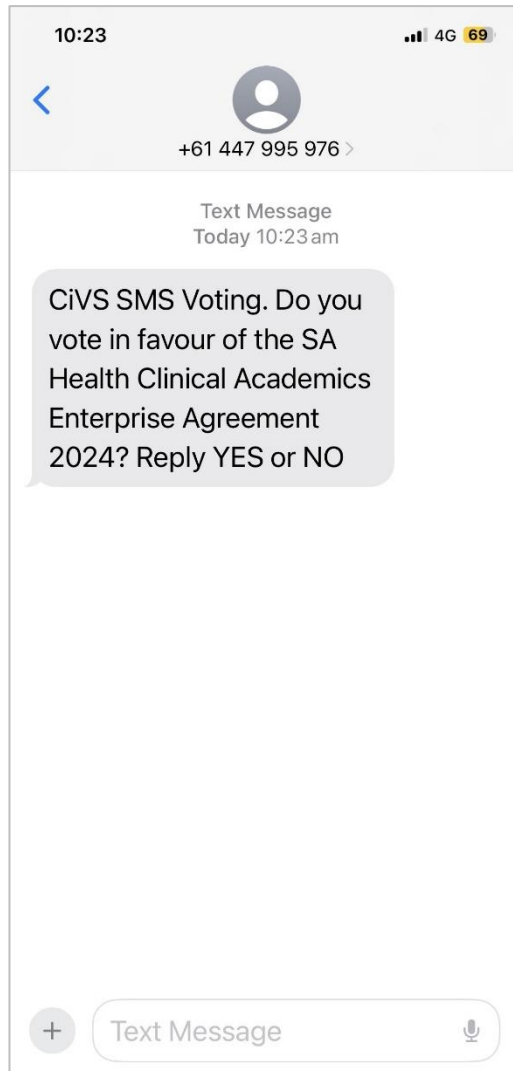 10:23
4G 69
+61 447 995 976
Text Message
Today 10:23 am
CiVS SMS Voting. Do you
vote in favour of the SA
Health Clinical Academics
Enterprise Agreement
2024? Reply YES or NO
Text Message